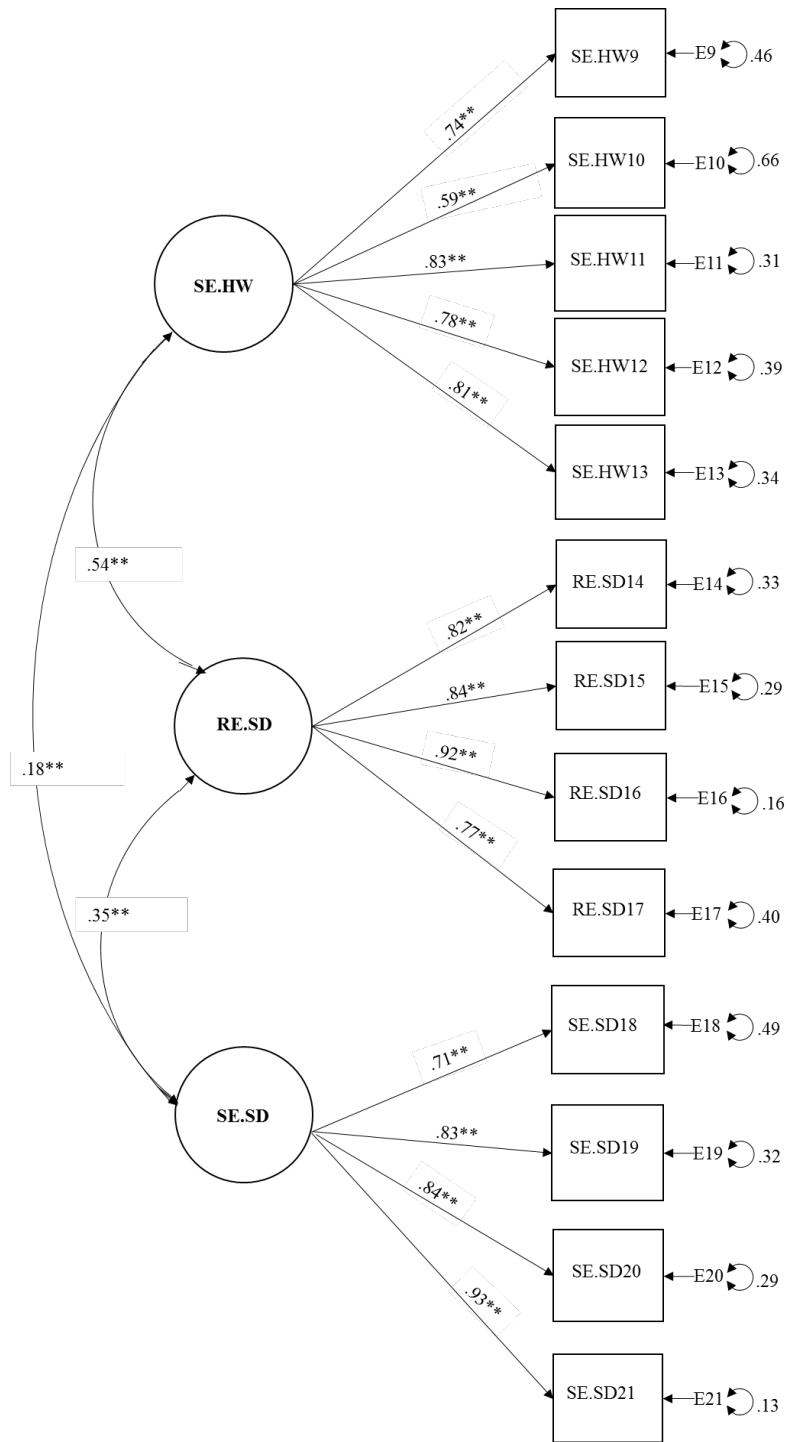 SE.HW9
E9
.46
.74**
SE.HW10
E10
.66
.59**
SE.HW11
E11
.31
.83**
SE.HW
SE.HW12
E12
.39
.78**
SE.HW13
E13
.34
.81**
.54**
RE.SD14
E14
.33
.82**
RE.SD15
E15
.29
.84**
RE.SD
RE.SD16
E16
.16
.92**
.18**
RE.SD17
E17
.40
.77**
.35**
SE.SD18
E18
.49
.71**
SE.SD
SE.SD19
E19
.32
.83**
SE.SD20
E20
.29
.84**
SE.SD21
E21
.13
.93**